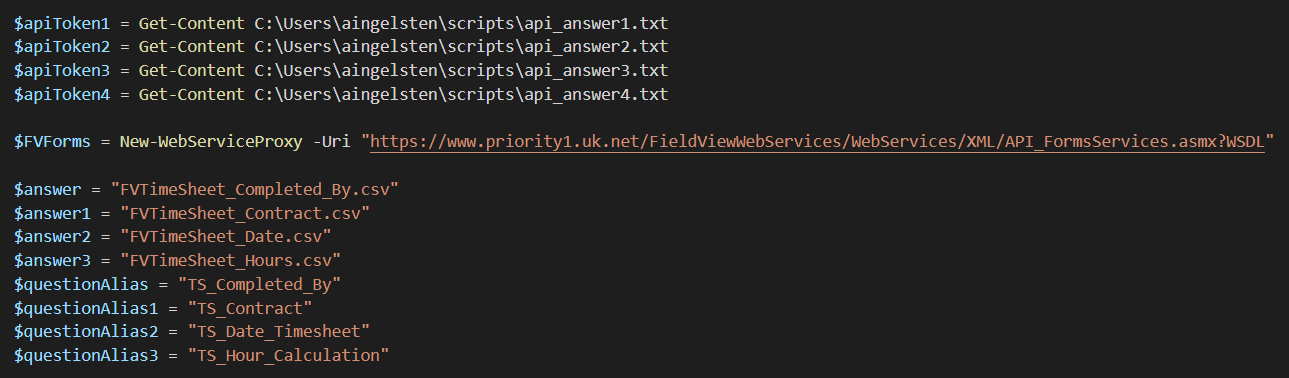 $apiToken1 = Get-Content C:\Users\aingelsten\scripts\api_answer1.txt
$apiToken2 = Get-Content C:\Users\aingelsten\scripts\api_answer2.txt
$apiToken3 = Get-Content C:\Users\aingelsten\scripts\api_answer3.txt
$apiToken4 = Get-Content C:\Users\aingelsten\scripts\api_answer4.txt
$FVForms = New-WebServiceProxy -Uri "https://www.priority1.uk.net/FieldViewWebServices/WebServices/XML/API_FormsServices.asmx?WSDL"
$answer = "FVTimeSheet_Completed_By.csv"
$answer1 = "FVTimeSheet_Contract.csv"
$answer2 = "FVTimeSheet_Date.csv"
$answer3 = "FVTimeSheet_Hours.csv"
$questionAlias = "TS_Completed_By"
$questionAlias1 = "TS_Contract"
$questionAlias2 = "TS_Date_Timesheet"
$questionAlias3 = "TS_Hour_Calculation"